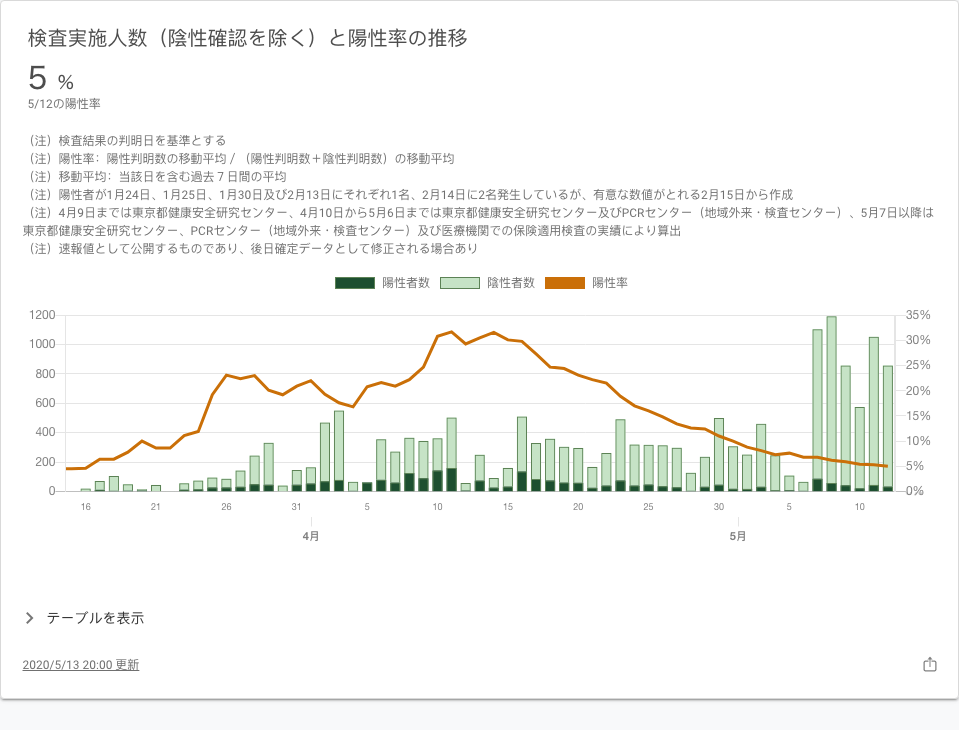 検査実施人数（陰性確認を除く）と陽性率の推移
5 %
5/12の陽性率
（注）検査結果の判明日を基準とする
（注）陽性率：陽性判明数の移動平均 / （陽性判明数＋陰性判明数）の移動平均
（注）移動平均：当該日を含む過去７日間の平均
（注）陽性者が1月24日、1月25日、1月30日及び2月13日にそれぞれ1名、2月14日に2名発生しているが、有意な数値がとれる2月15日から作成
（注）4月9日までは東京都健康安全研究センター、4月10日から5月6日までは東京都健康安全研究センター及びPCRセンター（地域外来・検査センター）、5月7日以降は
東京都健康安全研究センター、PCRセンター（地域外来・検査センター）及び医療機関での保険適用検査の実績により算出
（注）速報値として公開するものであり、後日確定データとして修正される場合あり
陽性者数 陰性者数 陽性率
1200 35%
1000 30%
800 25%
600 20%
400 15%
200 10%
0 5%
0%
16 21 26 31 5 10 15 20 25 30 5 10
4月 5月
テーブルを表示
2020/5/13 20:00 更新